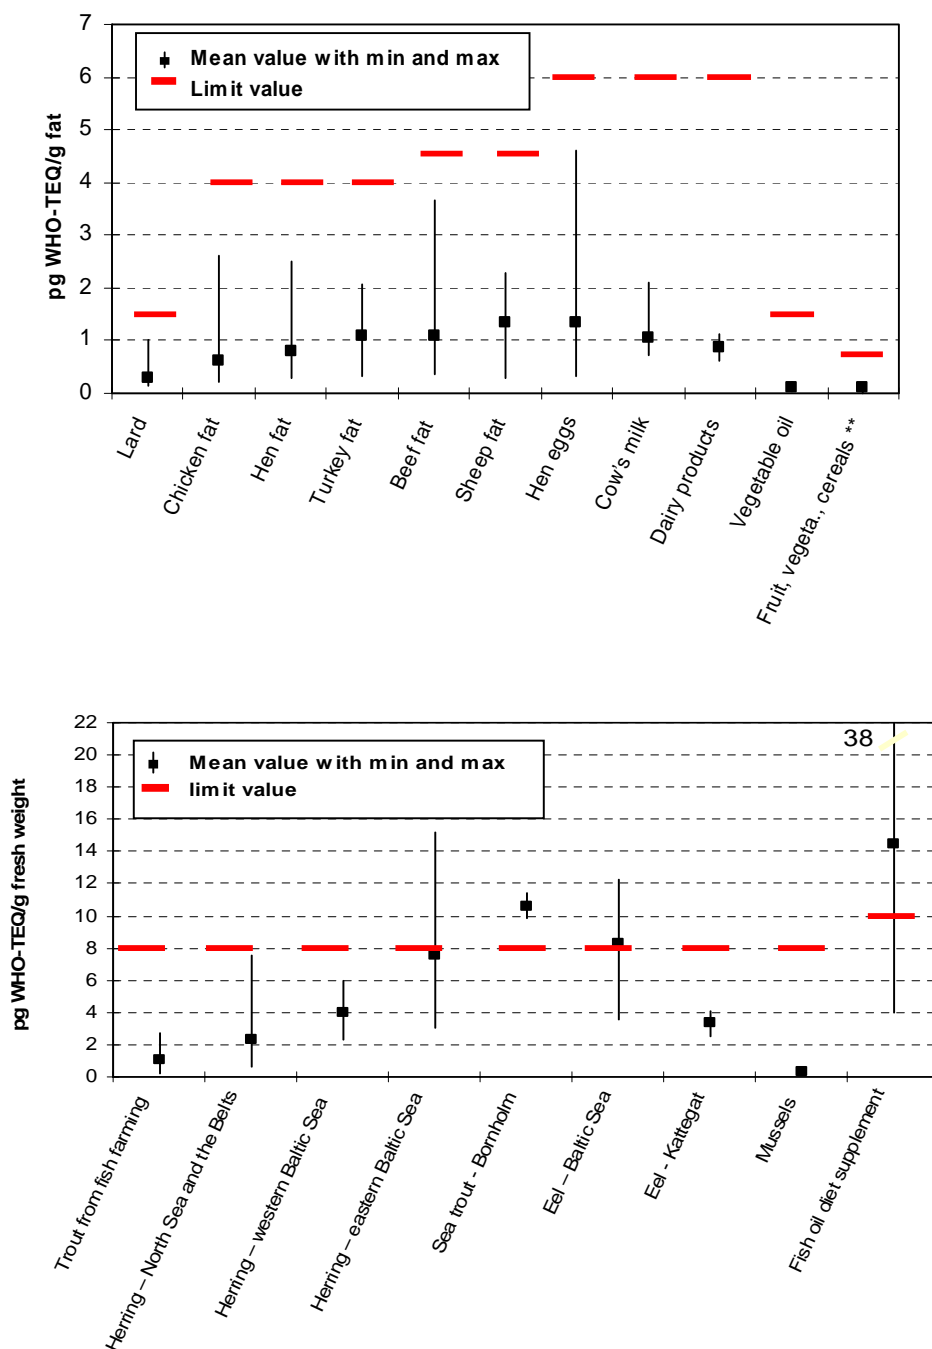 7
6
5
4
3
2
1
0
pg WHO-TEQ/g fat
Mean value with min and max
Limit value
Lard
Chicken fat
Hen fat
Turkey fat
Beef fat
Sheep fat
Hen eggs
Cow's milk
Dairy products
Vegetable oil
Fruit, vegeta., cereals **
22
20
18
16
14
12
10
8
6
4
2
0
pg WHO-TEQ/g fresh weight
Mean value with min and max
limit value
38
Trout from fish farming
Herring – North Sea and the Belts
Herring – western Baltic Sea
Herring – eastern Baltic Sea
Sea trout - Bornholm
Eel – Baltic Sea
Eel - Kattegat
Mussels
Fish oil diet supplement